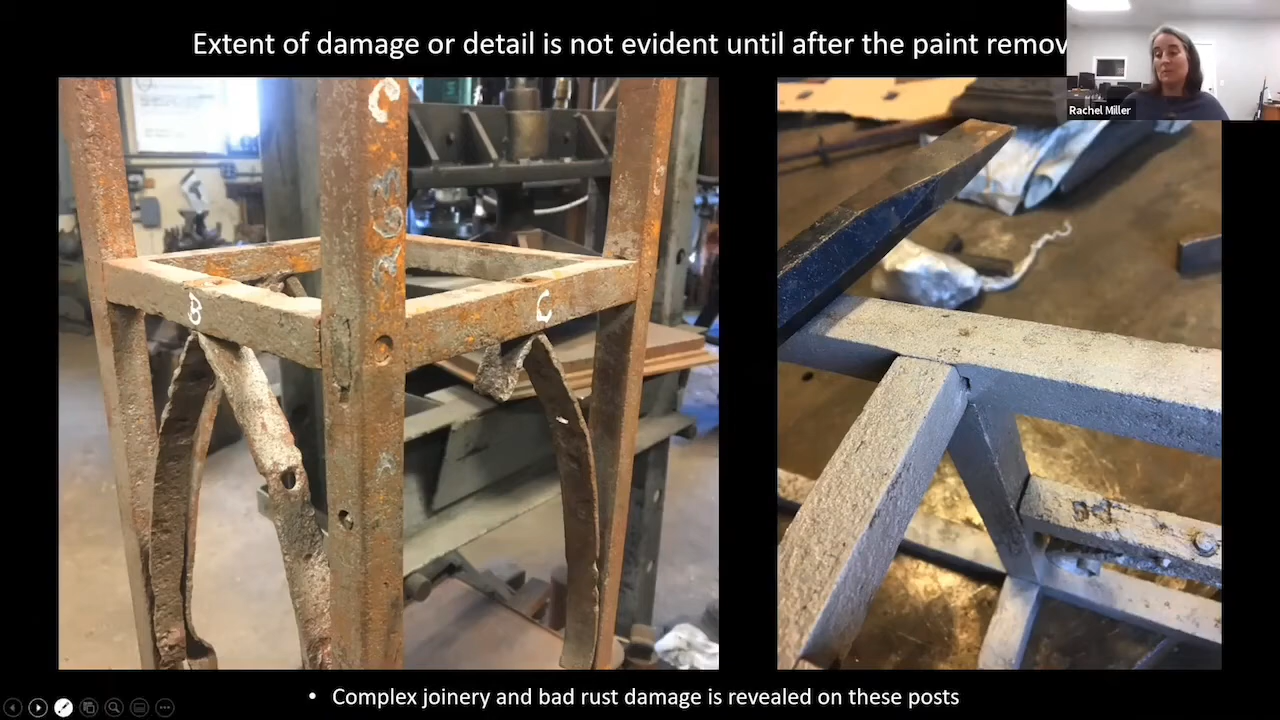 Extent of damage or detail is not evident until after the paint remov
Rachel Miller
C
B
C
Complex joinery and bad rust damage is revealed on these posts